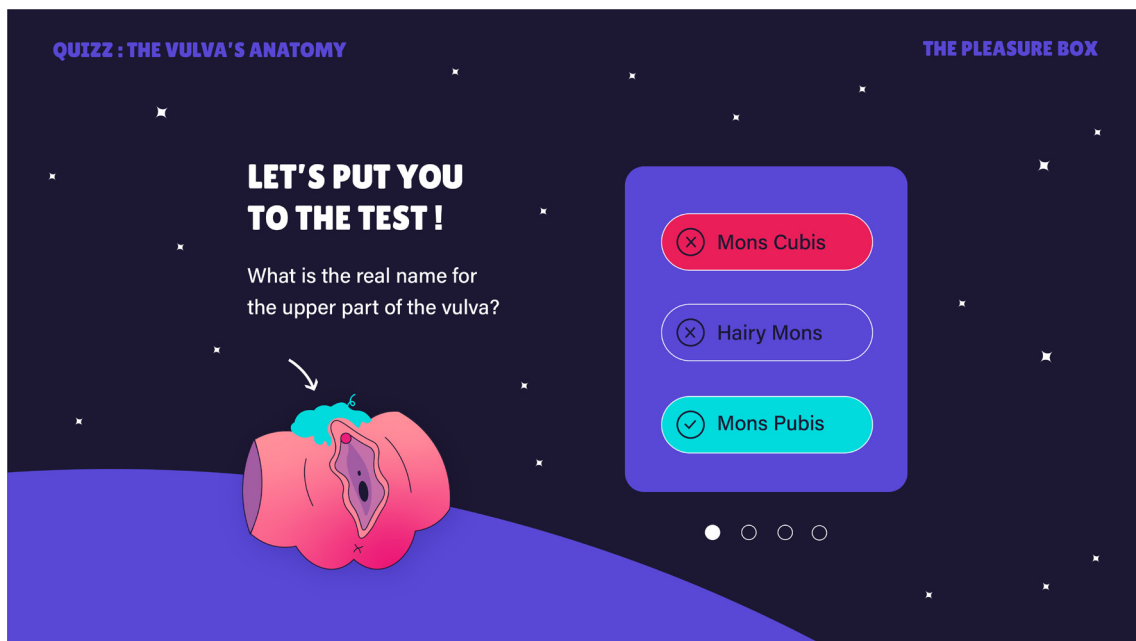 QUIZZ : THE VULVA'S ANATOMY
THE PLEASURE BOX
LET'S PUT YOU
TO THE TEST !
What is the real name for
the upper part of the vulva?
Mons Cubis
Hairy Mons
Mons Pubis